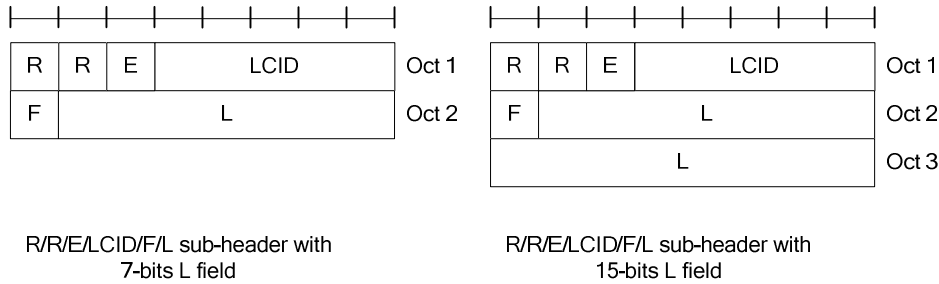 R R E LCID Oct 1
F L Oct 2
R/R/E/LCID/F/L sub-header with
7-bits L field
R R E LCID Oct 1
F L Oct 2
L Oct 3
R/R/E/LCID/F/L sub-header with
15-bits L field